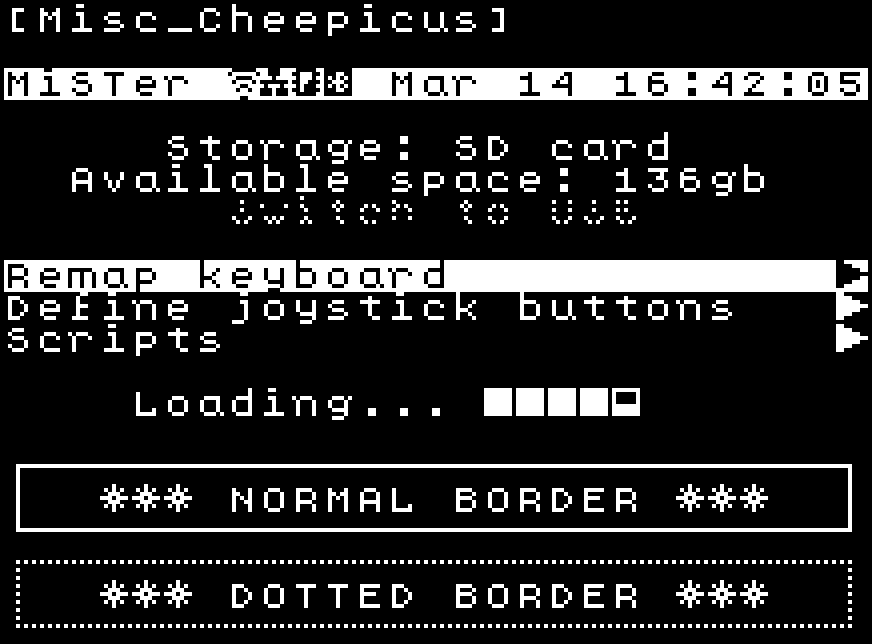 [Misc_Cheepicus]
MiSTer Mar 14 16:42:05
Storage: SD card
Available space: 136gb
Switch to USB
Remap keyboard
Define joystick buttons
Scripts
Loading...
*** NORMAL BORDER ***
*** DOTTED BORDER ***